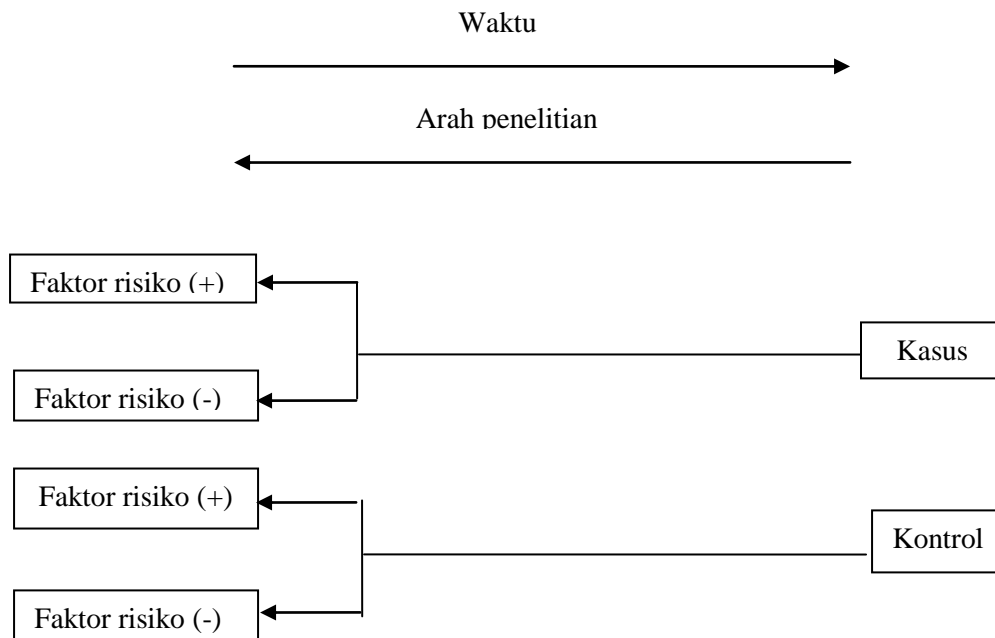 Waktu
Arah penelitian
Faktor risiko (+)
Kasus
Faktor risiko (-)
Faktor risiko (+)
Kontrol
Faktor risiko (-)